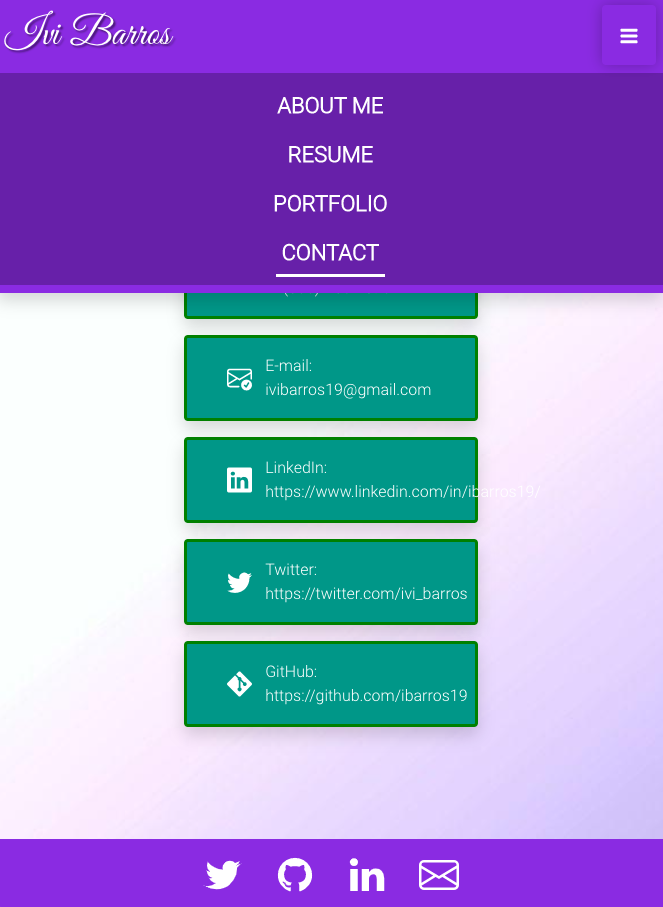 Ivi Barros
ABOUT ME
RESUME
PORTFOLIO
CONTACT
E-mail:
ivibarros19@gmail.com
LinkedIn:
https://www.linkedin.com/in/ibarros19/
Twitter:
https://twitter.com/ivi_barros
GitHub:
https://github.com/ibarros19